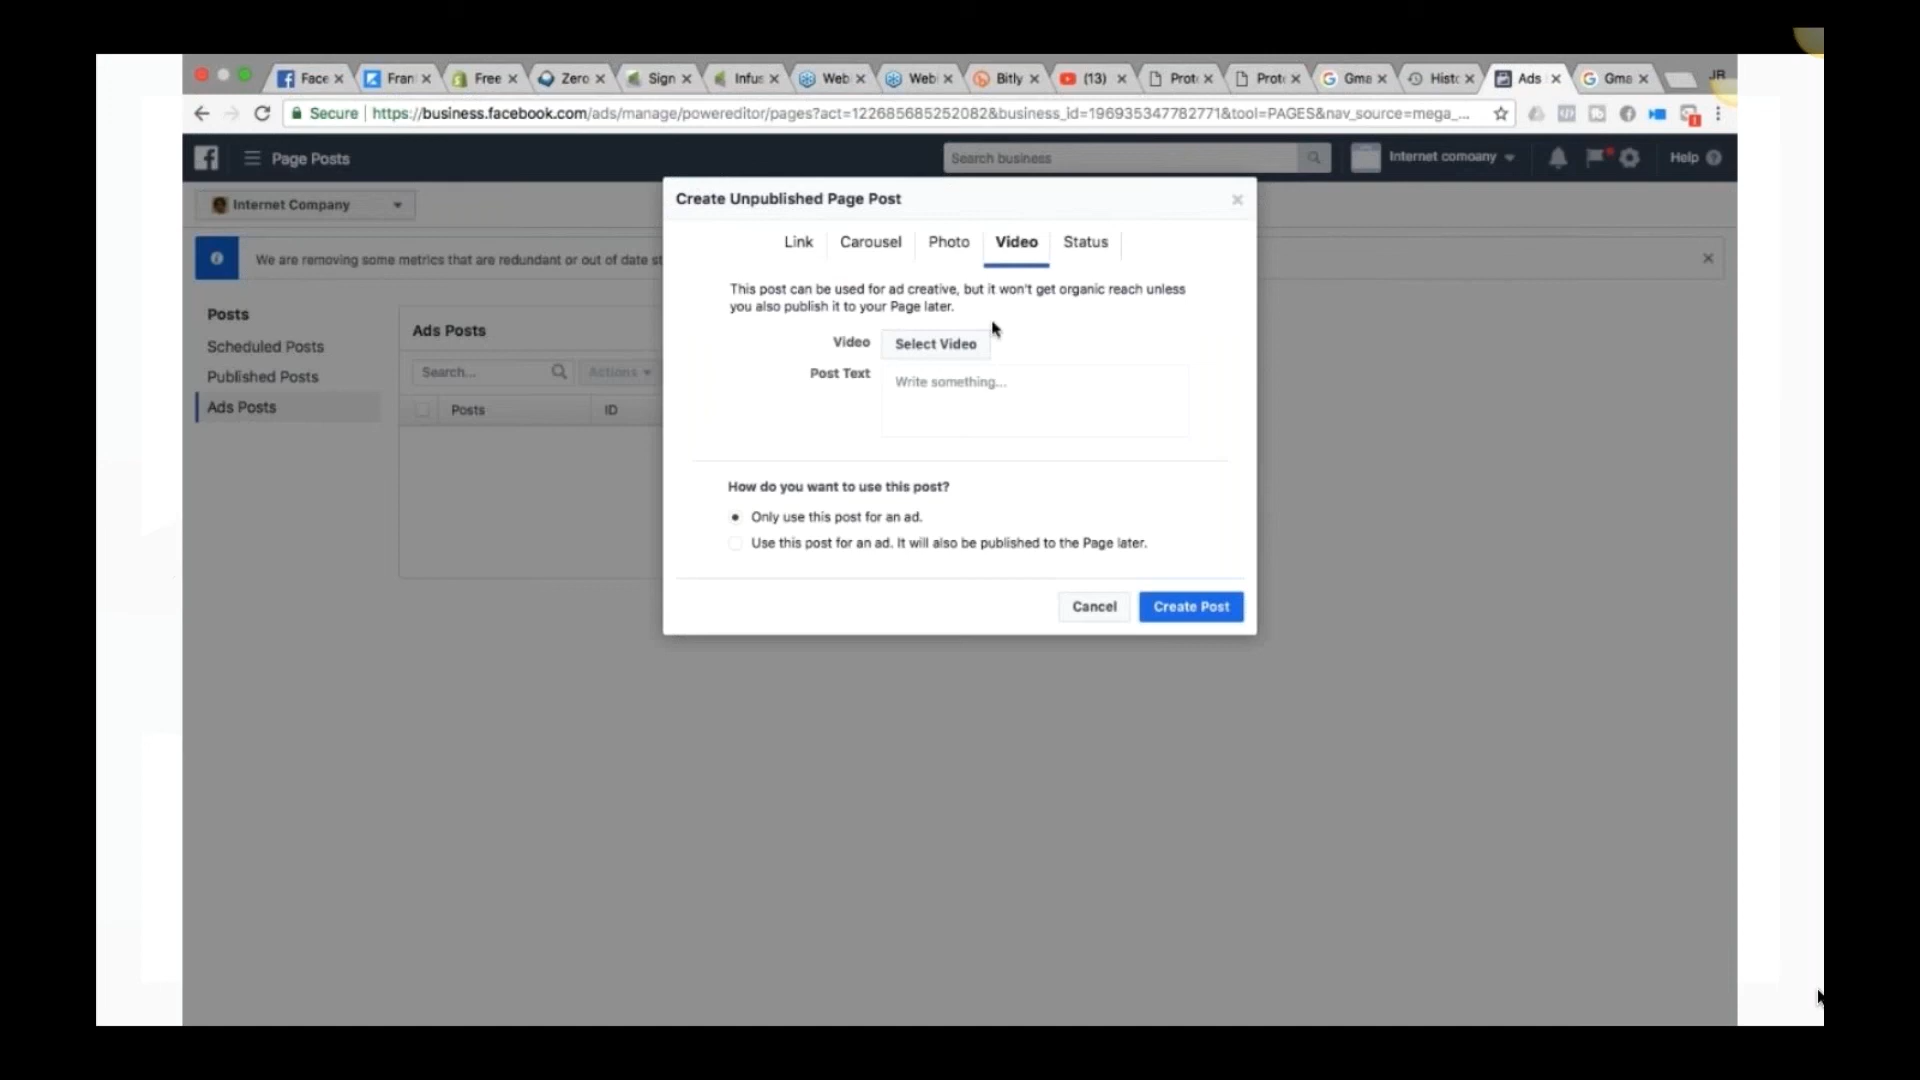 Face
Fran
Free
Zero
Sign
Infus
Web
Web
Bitly
(13)
Prot
Prot
Gma
Histo
Ads
Gma
JR
Secure | https://business.facebook.com/ads/manage/powereditor/pages?act=122685685252082&business_id=196935347782771&tool=PAGES&nav_source=mega_...
Page Posts
Search business
Internet comoany
Help
Internet Company
Create Unpublished Page Post
Link
Carousel
Photo
Video
Status
We are removing some metrics that are redundant or out of date st
This post can be used for ad creative, but it won't get organic reach unless
you also publish it to your Page later.
Posts
Scheduled Posts
Published Posts
Ads Posts
Ads Posts
Search...
Actions
Posts
ID
Video
Select Video
Post Text
Write something...
How do you want to use this post?
Only use this post for an ad.
Use this post for an ad. It will also be published to the Page later.
Cancel
Create Post